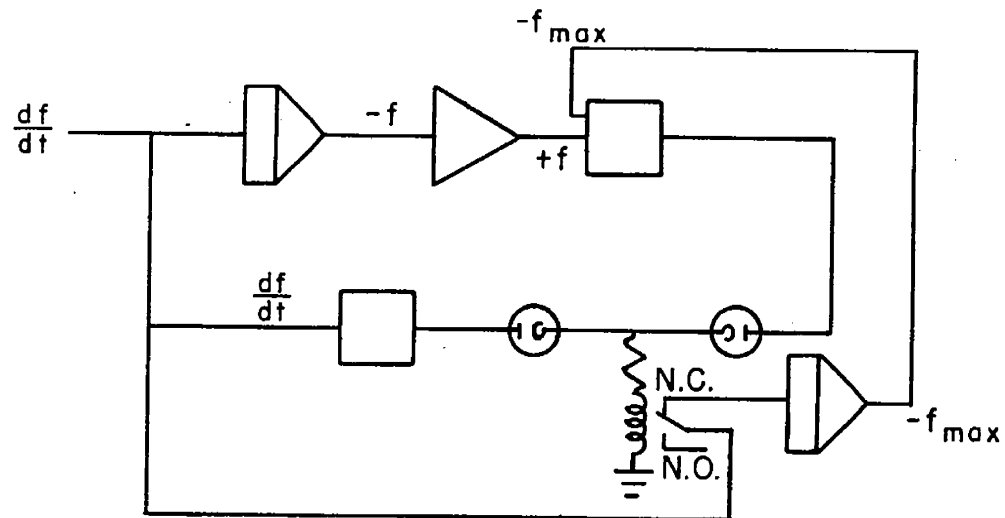 -f max
df
dt
-f
+f
df
dt
N.C.
-f max
N.O.